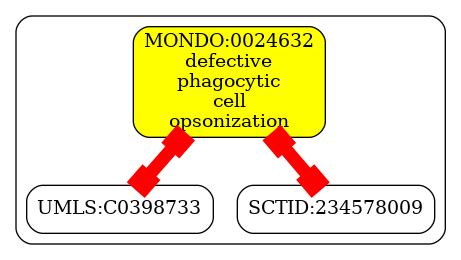 MONDO:0024632
defective
phagocytic
cell
opsonization
UMLS:C0398733
SCTID:234578009